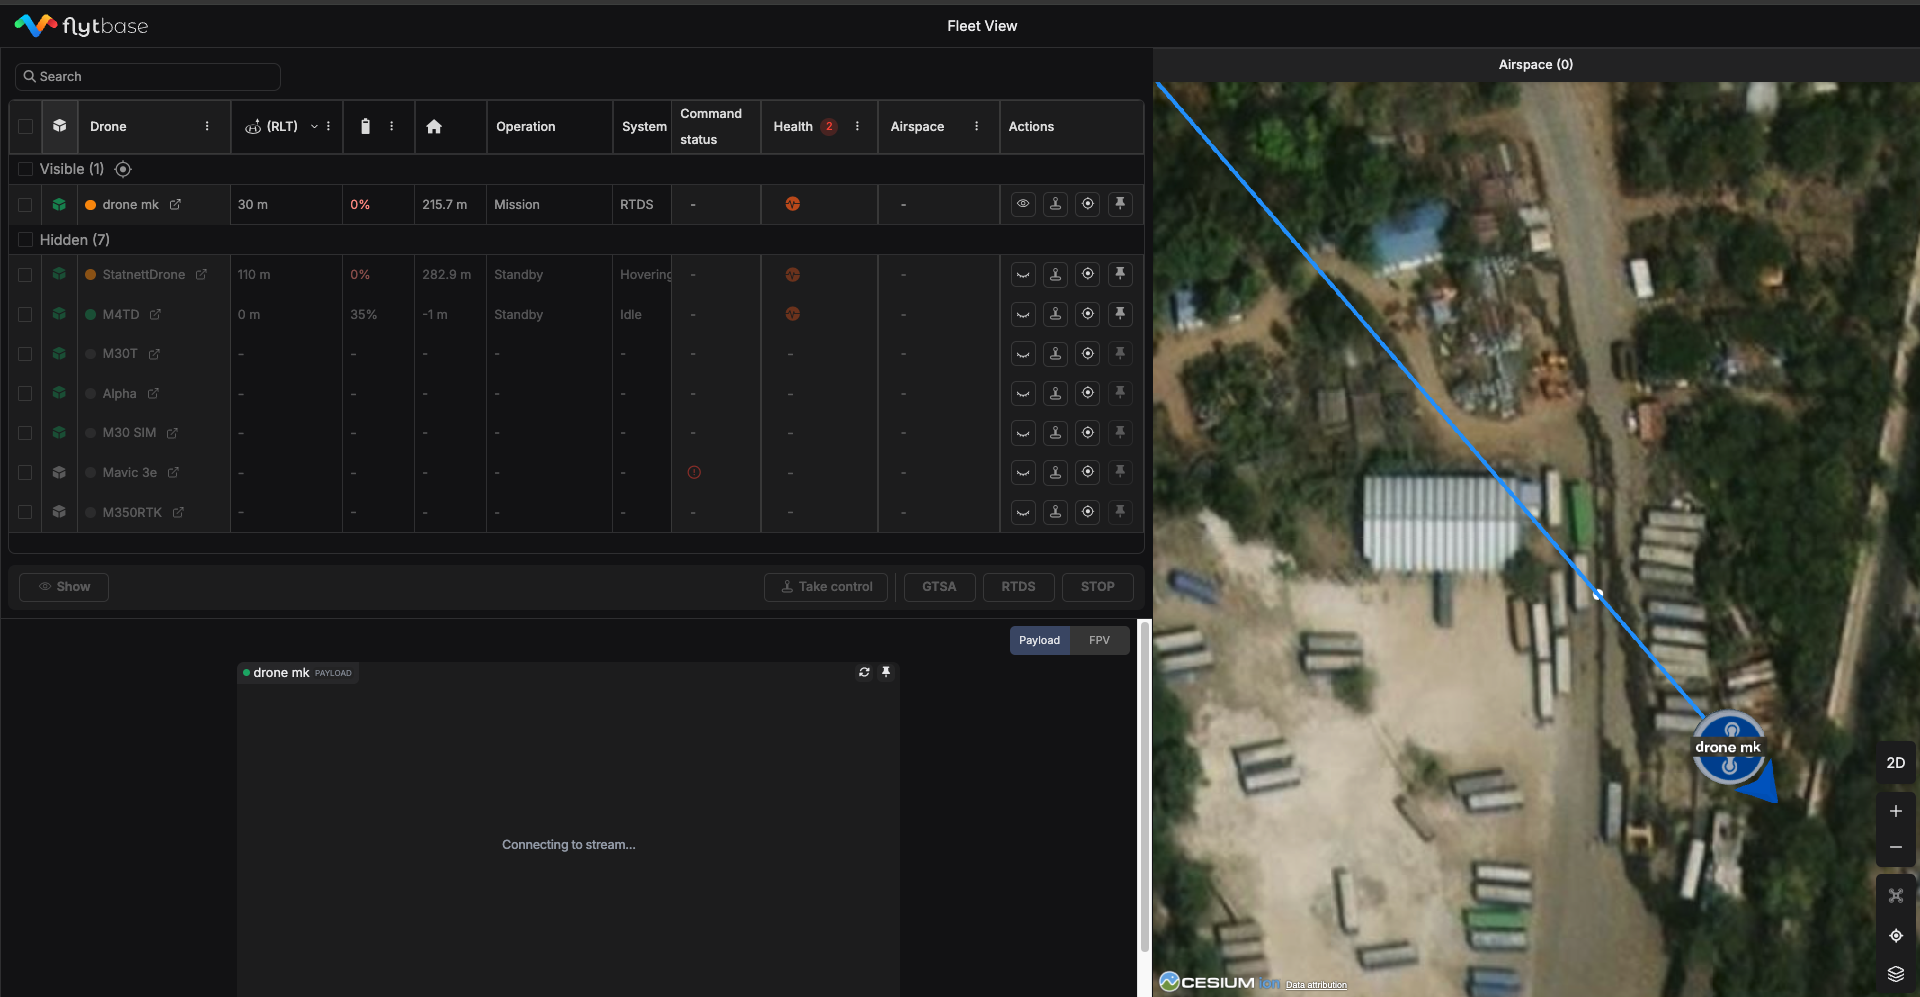 flytbase
Fleet View
Search
Airspace (0)
Drone (RLT) Operation System Command status Health 2 Airspace Actions
Visible (1)
drone mk 30 m 0% 215.7 m Mission RTDS - -
Hidden (7)
StatnettDrone 110 m 0% 282.9 m Standby Hovering - -
M4TD 0 m 35% -1 m Standby Idle - -
M30T - - - - - - - -
Alpha - - - - - - - -
M30 SIM - - - - - - - -
Mavic 3e - - - - - - -
M350RTK - - - - - - - -
Show Take control GTSA RTDS STOP
Payload FPV
drone mk PAYLOAD
Connecting to stream...
drone mk
2D
CESIUM ion Data attribution